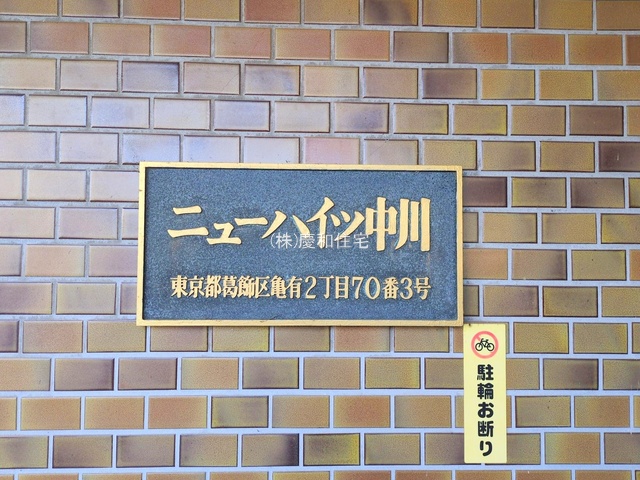 ニューハイツ中川
(株)慶和住宅
東京都葛飾区亀有2丁目70番3号
駐輪お断り